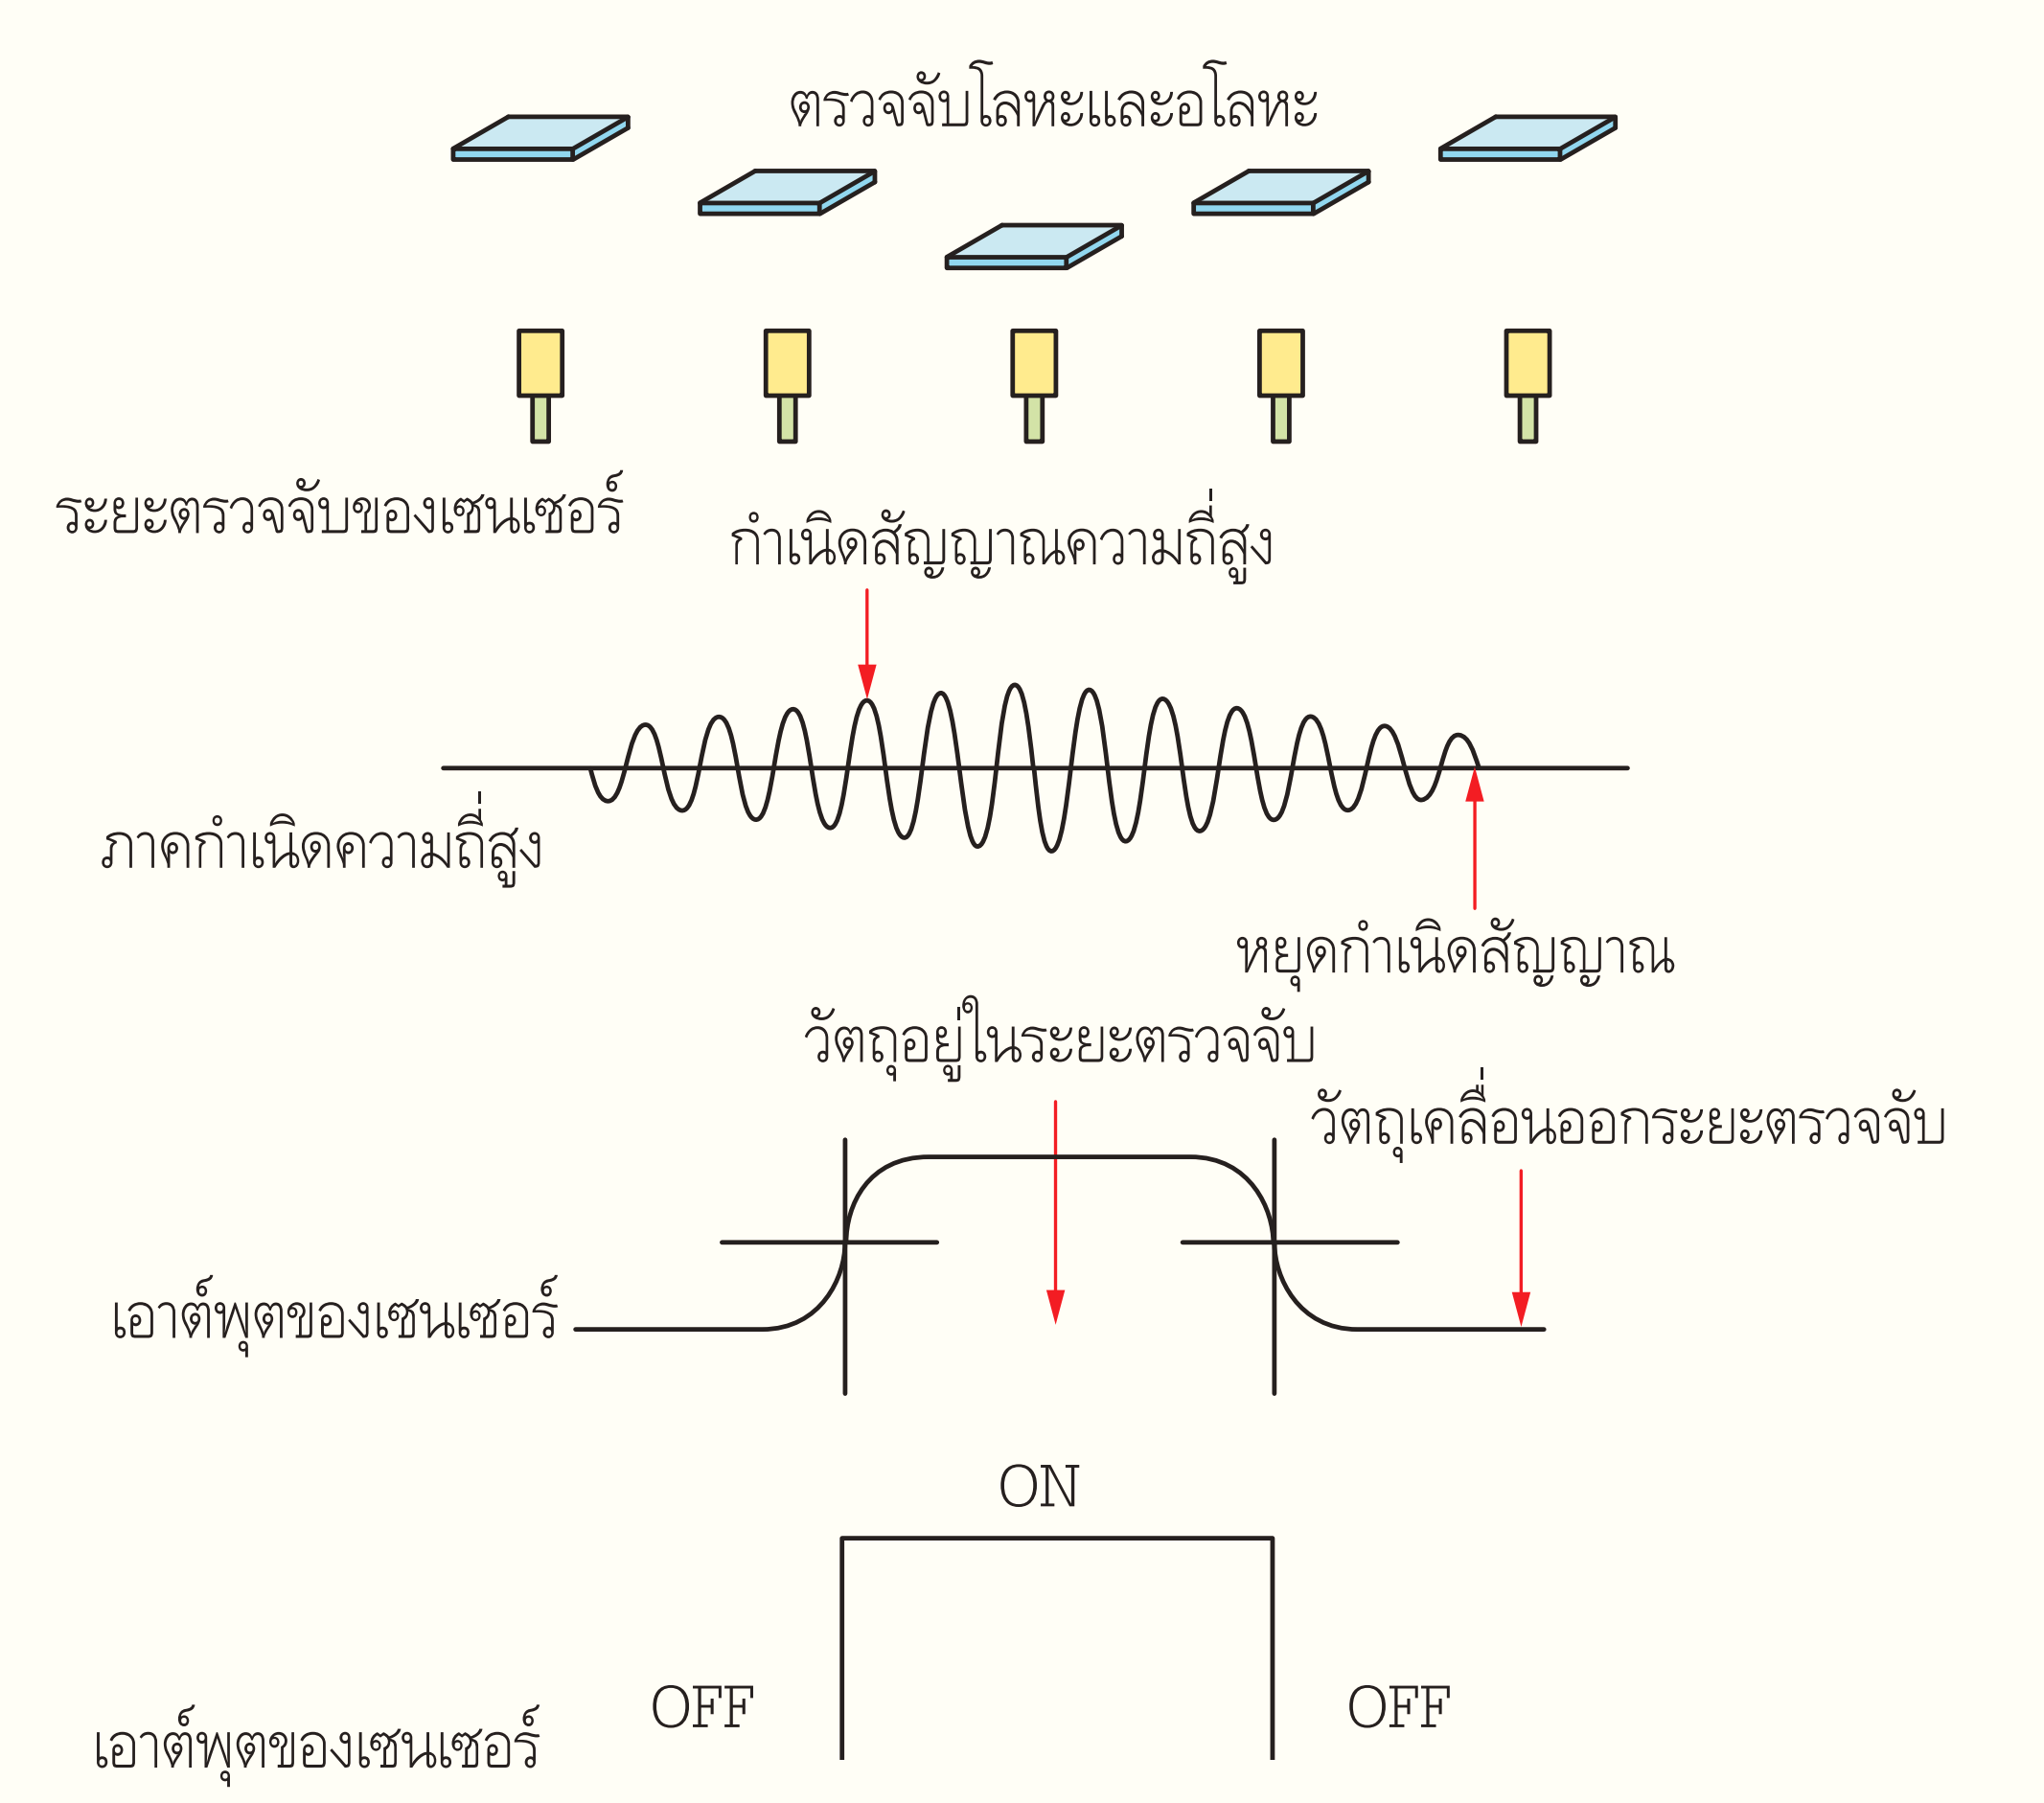 ตรวจจับโลหะและอโลหะ
ระยะตรวจจับของเซนเซอร์
กำเนิดสัญญาณความถี่สูง
ภาคกำเนิดความถี่สูง
หยุดกำเนิดสัญญาณ
วัตถุอยู่ในระยะตรวจจับ
วัตถุเคลื่อนออกระยะตรวจจับ
เอาต์พุตของเซนเซอร์
ON
OFF
OFF
เอาต์พุตของเซนเซอร์